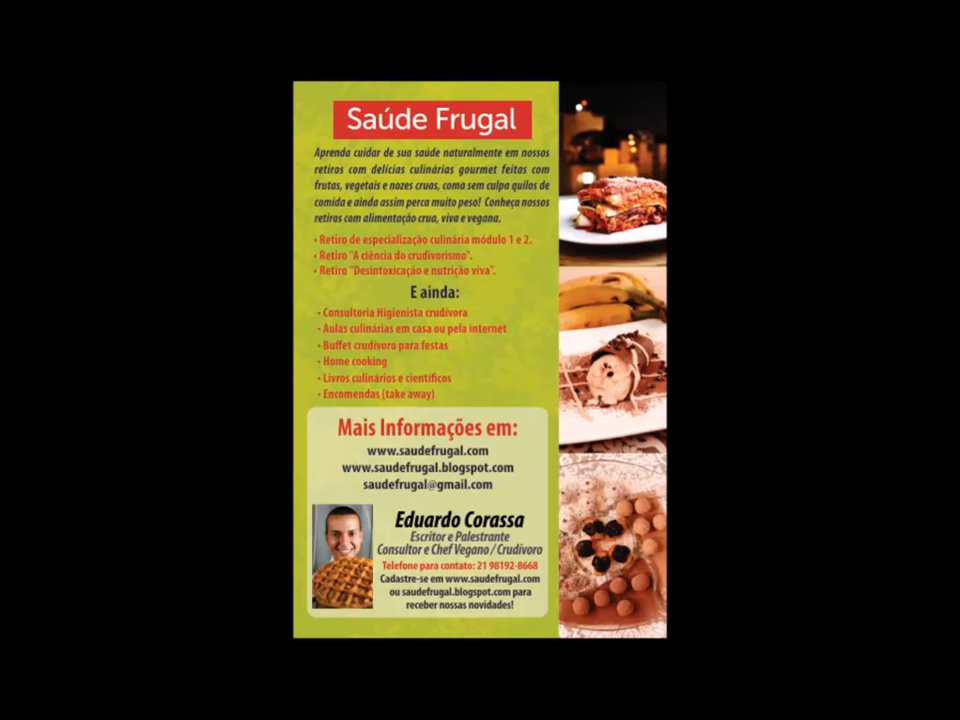 Saúde Frugal
Aprenda cuidar de sua saúde naturalmente em nossos
retiros com delícias culinárias gourmet feitas com
frutas, vegetais e nozes cruas, coma sem culpa quilos de
comida e ainda assim perca muito peso! Conheça nossos
retiros com alimentação crua, viva e vegana.
• Retiro de especialização culinária módulo 1 e 2.
• Retiro "A ciência do crudivorismo".
• Retiro "Desintoxicação e nutrição viva".
E ainda:
• Consultoria Higienista crudívora
• Aulas culinárias em casa ou pela internet
• Buffet crudívoro para festas
• Home cooking
• Livros culinários e científicos
• Encomendas (take away)
Mais Informações em:
www.saudefrugal.com
www.saudefrugal.blogspot.com
saudefrugal@gmail.com
Eduardo Corassa
Escritor e Palestrante
Consultor e Chef Vegano / Crudívoro
Telefone para contato: 21 98192-8668
Cadastre-se em www.saudefrugal.com
ou saudefrugal.blogspot.com para
receber nossas novidades!